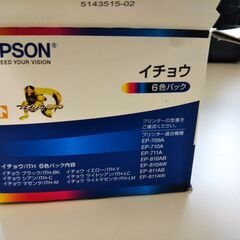 5143515-02
EPSON
EXCEED YOUR VISION
イチョウ
6色パック
プリンターの型番を
ご確認ください。
プリンター適合機種
EP-709A
EP-710A
EP-711A
EP-810AB
EP-810AW
EP-811AB
EP-811AW
イチョウ/ITH 6色パック内容
イチョウ ブラック/ITH-BK
イチョウ イエロー/ITH-Y
イチョウ シアン/ITH-C
イチョウ ライトシアン/ITH-LC
イチョウ マゼンタ/ITH-M
イチョウ ライトマゼンタ/ITH-LM